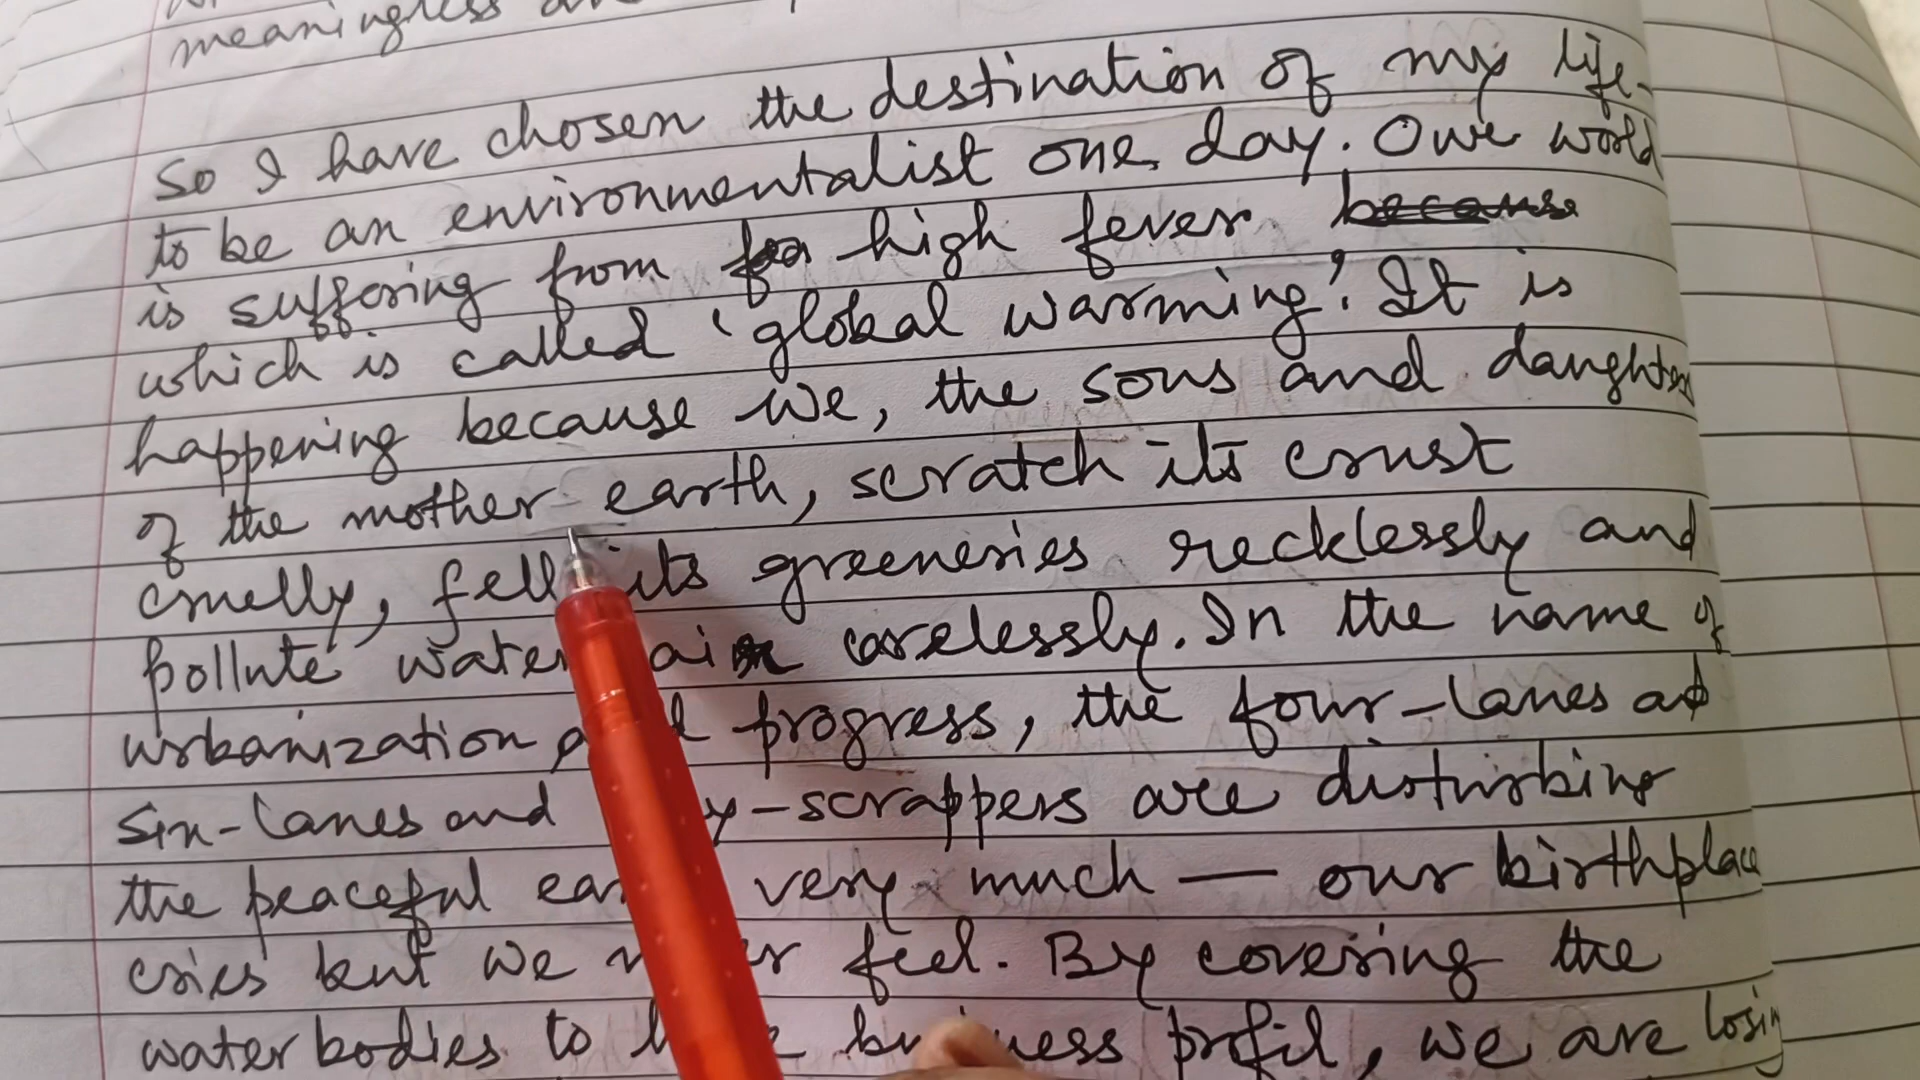 meaningless
So I have chosen the destination of my life-
to be an environmentalist one day. Our world
is suffering from high fever because
which is called 'global warming'. It is
happening because we, the sons and daughters
of the mother earth, scratch its crust
cruelly, fell its greeneries recklessly and
pollute water air carelessly. In the name of
urbanization progress, the four-lanes and
Six-lanes and y-scrappers are disturbing
the peaceful very much — our birthplace
cries but we feel. By covering the
waterbodies to profit, we are losing